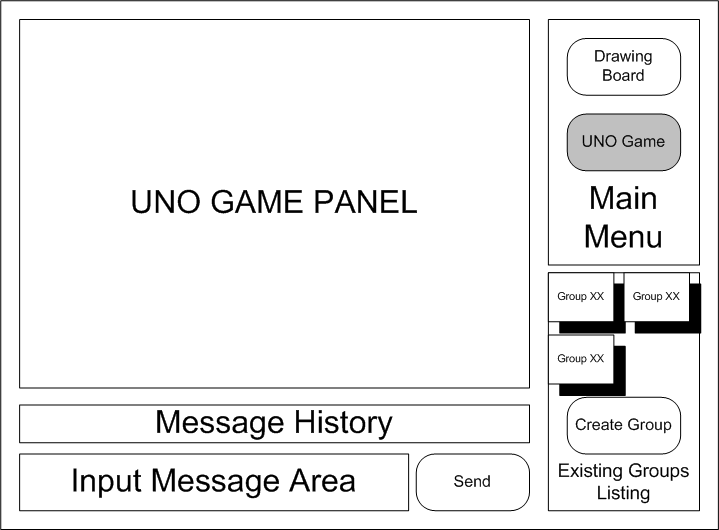 UNO GAME PANEL
Message History
Input Message Area
Send
Drawing
Board
UNO Game
Main
Menu
Group XX
Group XX
Group XX
Create Group
Existing Groups
Listing